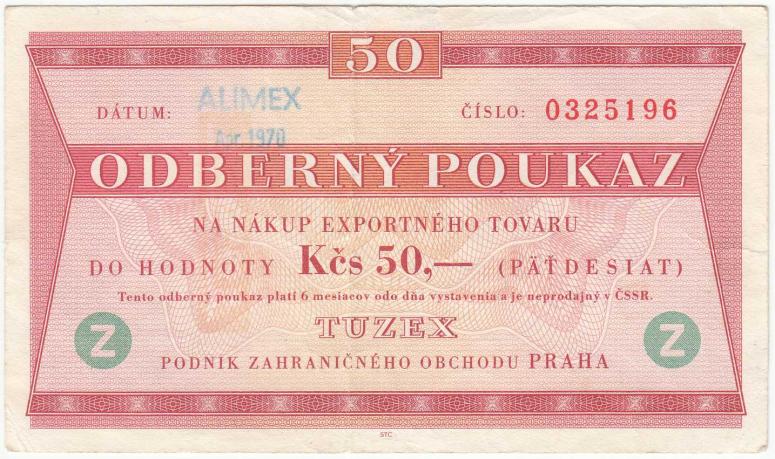 50
DÁTUM: ALIMEX ČÍSLO: 0325196
Apr. 1970
ODBERNÝ POUKAZ
NA NÁKUP EXPORTNÉHO TOVARU
DO HODNOTY Kčs 50,— (PÄŤDESIAT)
Tento odberný poukaz platí 6 mesiacov odo dňa vystavenia a je nepredajný v ČSSR.
TUZEX
Z Z
PODNIK ZAHRANIČNÉHO OBCHODU PRAHA
STC